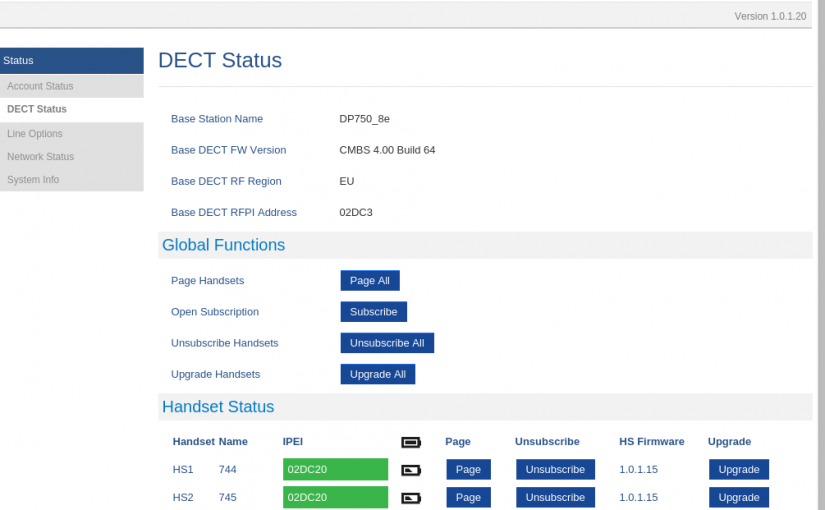 Version 1.0.1.20
Status
DECT Status
Account Status
DECT Status
Line Options
Network Status
System Info
Base Station Name DP750_8e
Base DECT FW Version CMBS 4.00 Build 64
Base DECT RF Region EU
Base DECT RFPI Address 02DC3
Global Functions
Page Handsets Page All
Open Subscription Subscribe
Unsubscribe Handsets Unsubscribe All
Upgrade Handsets Upgrade All
Handset Status
Handset Name IPEI Page Unsubscribe HS Firmware Upgrade
HS1 744 02DC20 Page Unsubscribe 1.0.1.15 Upgrade
HS2 745 02DC20 Page Unsubscribe 1.0.1.15 Upgrade